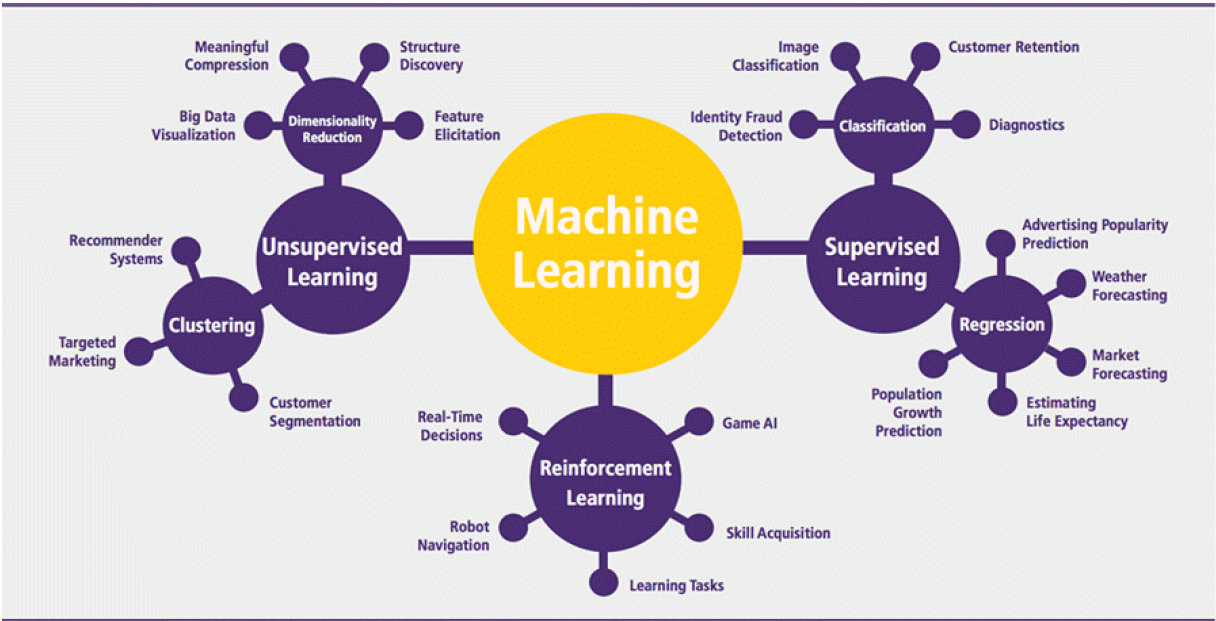 Meaningful
Compression
Structure
Discovery
Big Data
Visualization
Dimensionality
Reduction
Feature
Elicitation
Unsupervised
Learning
Recommender
Systems
Clustering
Targeted
Marketing
Customer
Segmentation
Machine
Learning
Image
Classification
Customer Retention
Identity Fraud
Detection
Classification
Diagnostics
Supervised
Learning
Advertising Popularity
Prediction
Weather
Forecasting
Regression
Market
Forecasting
Population
Growth
Prediction
Estimating
Life Expectancy
Real-Time
Decisions
Game AI
Reinforcement
Learning
Robot
Navigation
Skill Acquisition
Learning Tasks